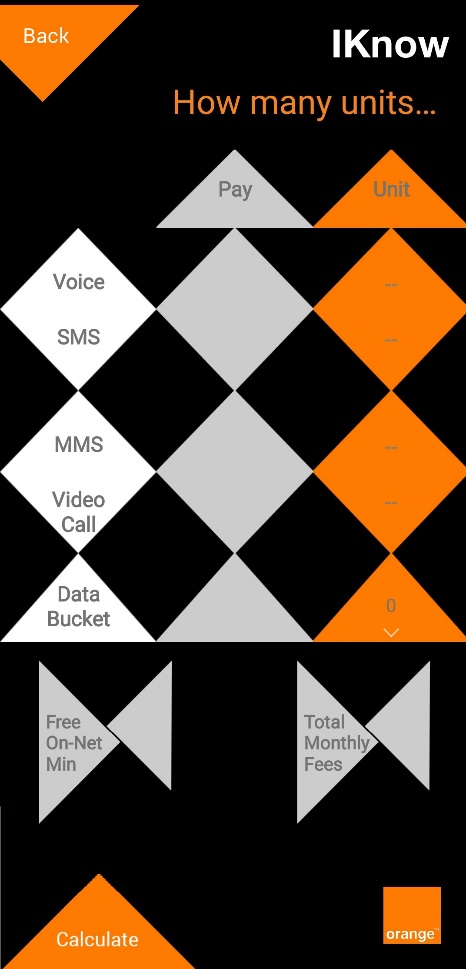 Back
IKnow
How many units...
Pay
Unit
Voice
--
SMS
--
MMS
--
Video
Call
--
Data
Bucket
0
Free
On-Net
Min
Total
Monthly
Fees
Calculate
orange™